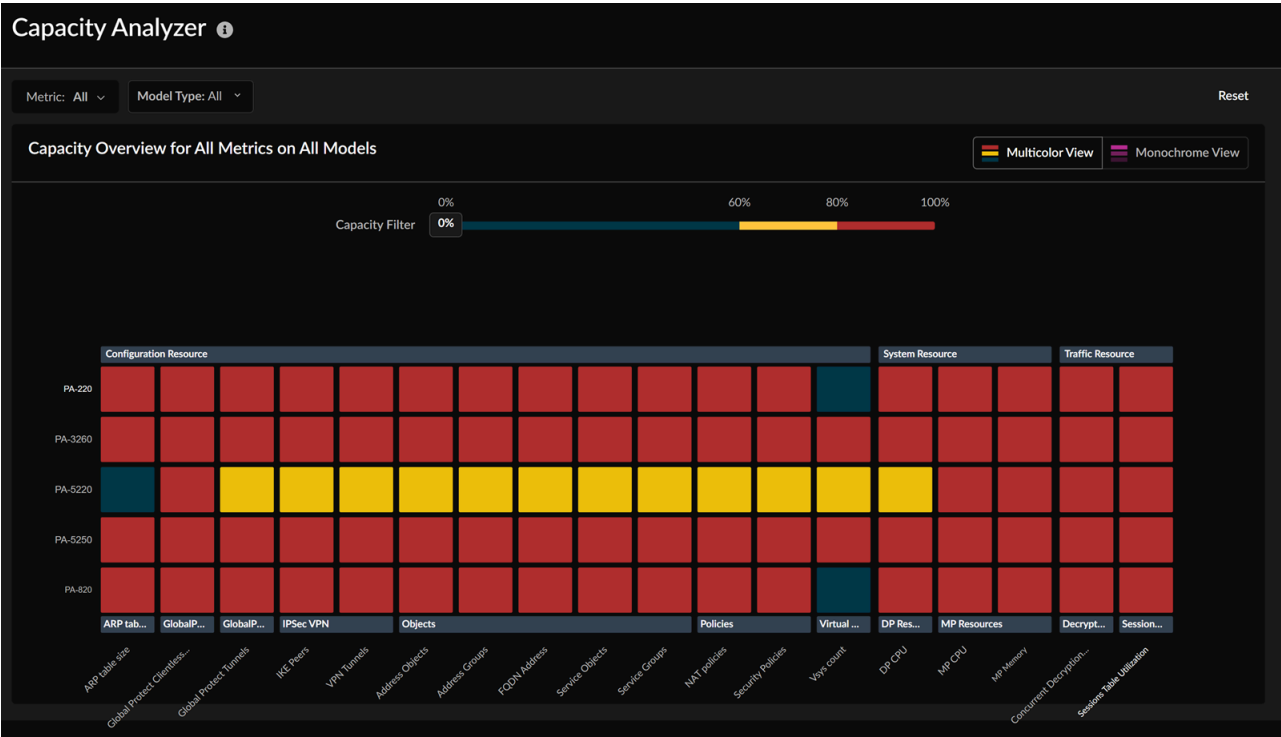 Capacity Analyzer
Metric: All
Model Type: All
Reset
Capacity Overview for All Metrics on All Models
Multicolor View
Monochrome View
0% 60% 80% 100%
Capacity Filter 0%
Configuration Resource System Resource Traffic Resource
PA-220
PA-3260
PA-5220
PA-5250
PA-820
ARP tab... GlobalP... GlobalP... IPSec VPN Objects Policies Virtual ... DP Res... MP Resources Decrypt... Session...
ARP table size
Global Protect Clientless...
Global Protect Tunnels
IKE Peers
VPN Tunnels
Address Objects
Address Groups
FQDN Address
Service Objects
Service Groups
NAT policies
Security Policies
Vsys count
DP CPU
MP CPU
MP Memory
Concurrent Decryption...
Sessions Table Utilization